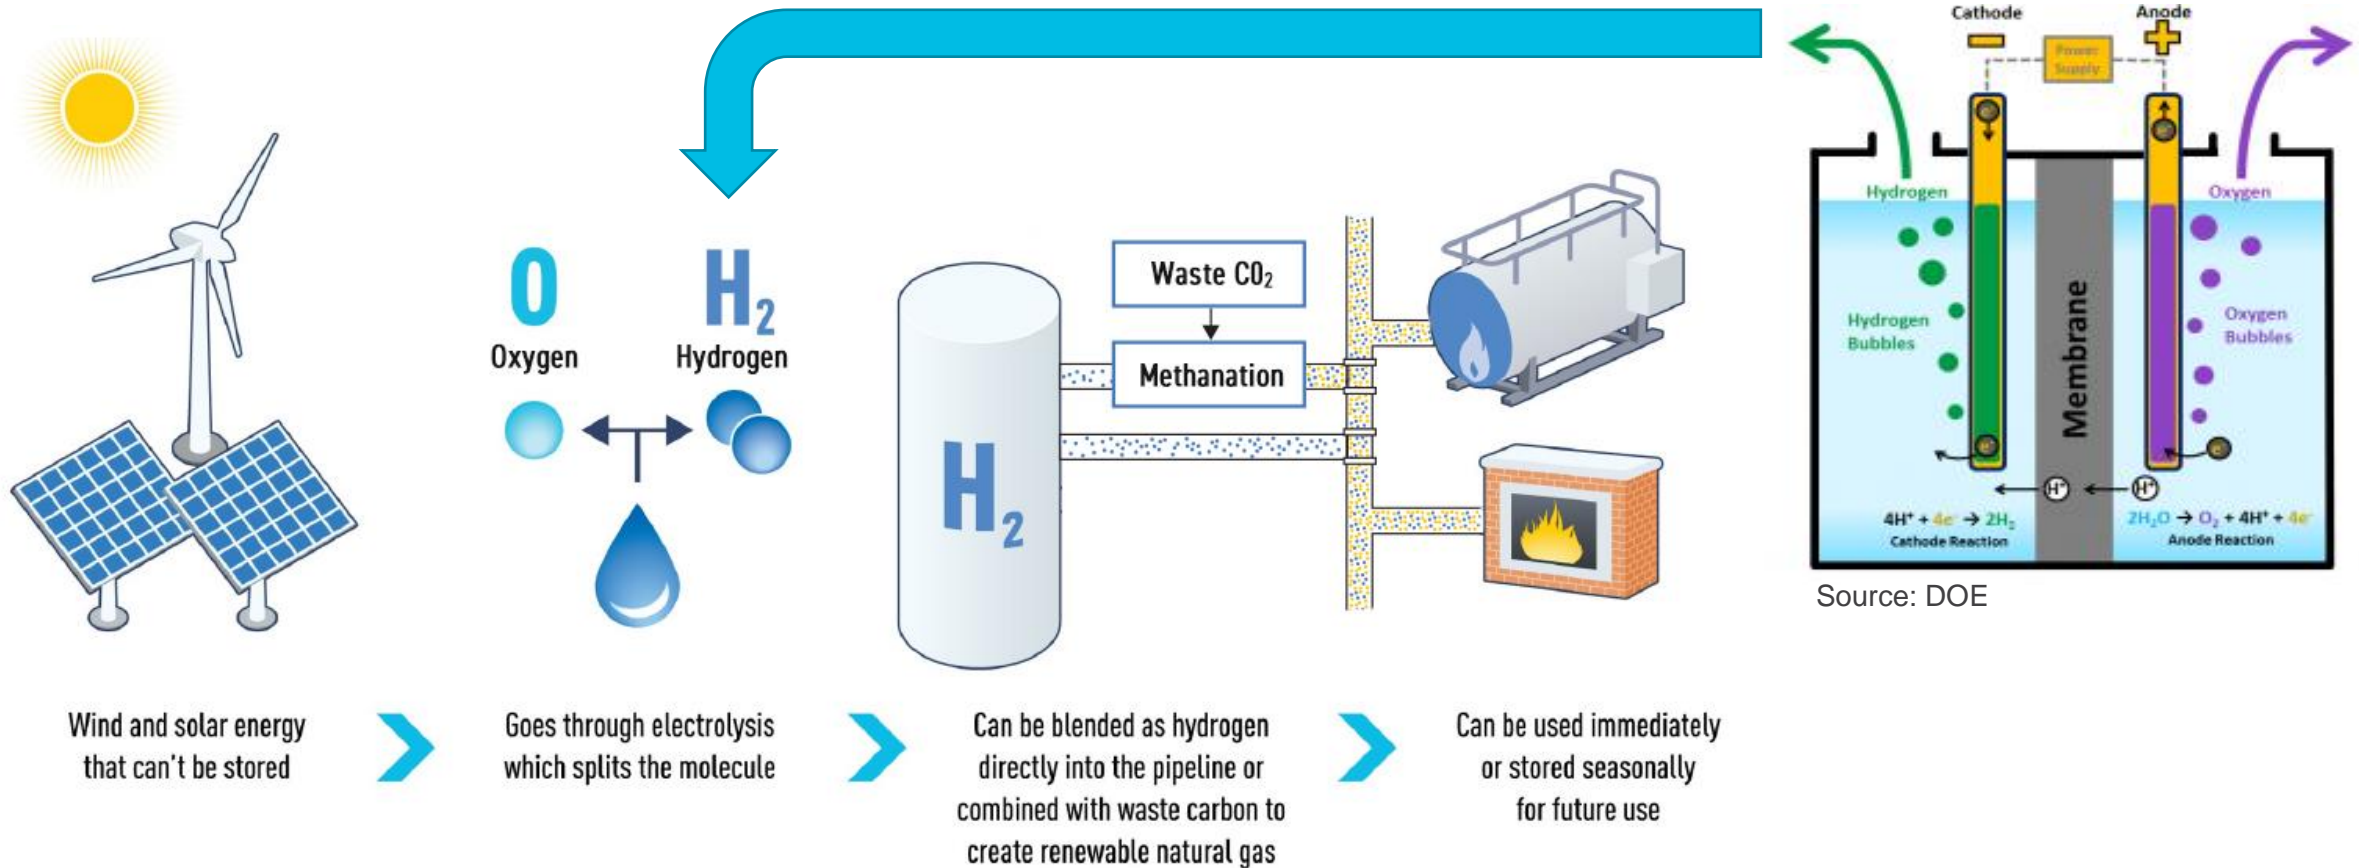 O
Oxygen
H₂
Hydrogen
H₂
Waste CO₂
Methanation
Cathode
Anode
Power
Supply
Hydrogen
Oxygen
Hydrogen
Bubbles
Oxygen
Bubbles
Membrane
e⁻
e⁻
e⁻
e⁻
H⁺
H⁺
4H⁺ + 4e⁻ → 2H₂
Cathode Reaction
2H₂O → O₂ + 4H⁺ + 4e⁻
Anode Reaction
Source: DOE
Wind and solar energy
that can't be stored
Goes through electrolysis
which splits the molecule
Can be blended as hydrogen
directly into the pipeline or
combined with waste carbon to
create renewable natural gas
Can be used immediately
or stored seasonally
for future use